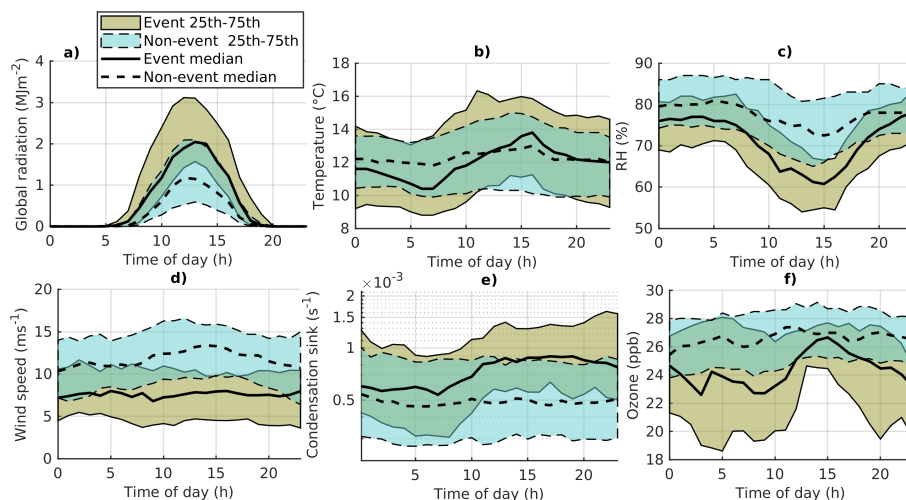 Event 25th-75th
Non-event 25th-75th
Event median
Non-event median
a)
Global radiation (MJm⁻²)
4
3
2
1
0
0 5 10 15 20
Time of day (h)
b)
Temperature (°C)
18
16
14
12
10
8
0 5 10 15 20
Time of day (h)
c)
RH (%)
90
80
70
60
50
0 5 10 15 20
Time of day (h)
d)
Wind speed (ms⁻¹)
20
15
10
5
0
0 5 10 15 20
Time of day (h)
e)
×10⁻³
Condensation sink (s⁻¹)
2
1.5
1
0.5
5 10 15 20
Time of day (h)
f)
Ozone (ppb)
30
28
26
24
22
20
18
0 5 10 15 20
Time of day (h)